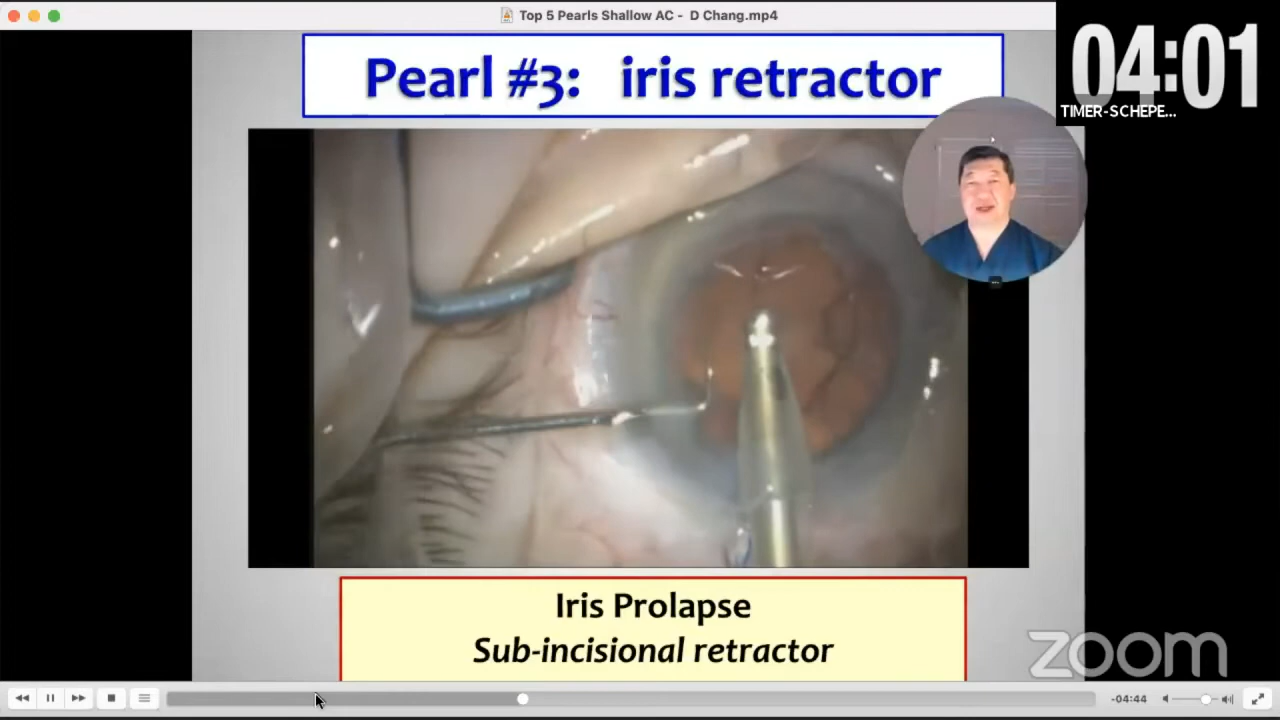 Top 5 Pearls Shallow AC - D Chang.mp4
04:01
TIMER-SCHEPE...
Pearl #3: iris retractor
Iris Prolapse
Sub-incisional retractor
zoom
-04:44